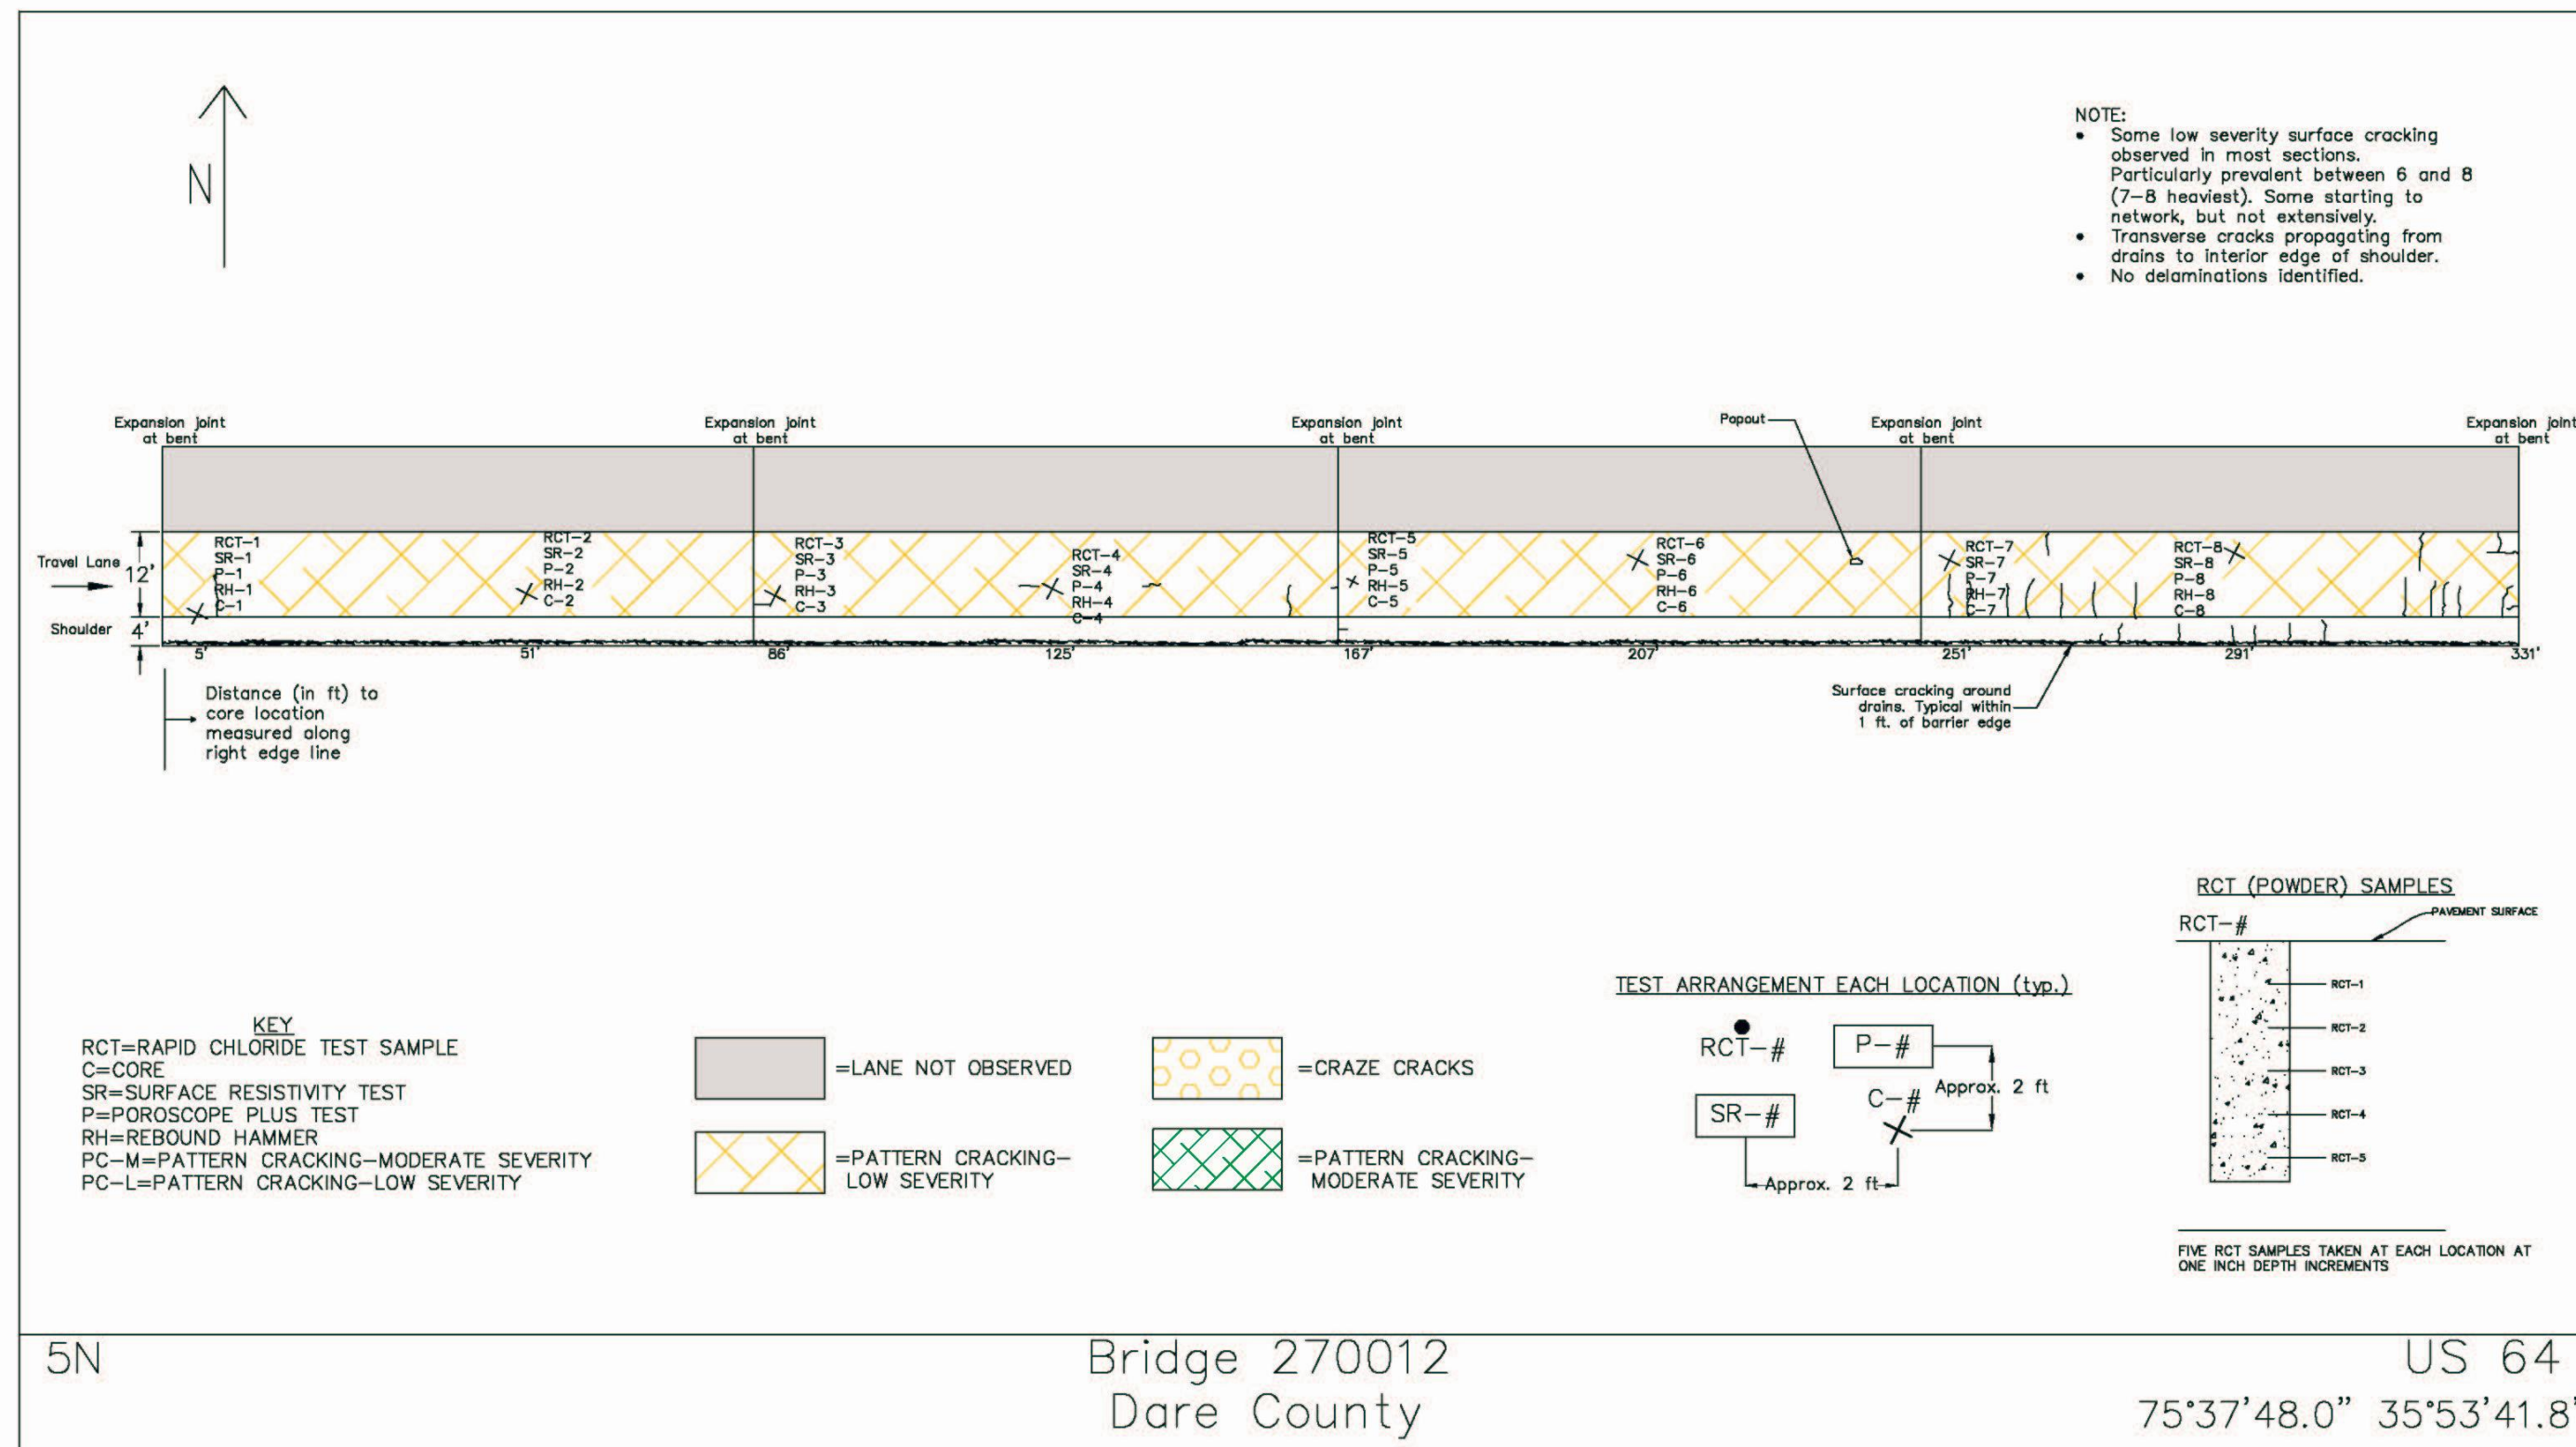 N
NOTE:
• Some low severity surface cracking
observed in most sections.
Particularly prevalent between 6 and 8
(7-8 heaviest). Some starting to
network, but not extensively.
• Transverse cracks propagating from
drains to interior edge of shoulder.
• No delaminations identified.
Expansion joint
at bent
Expansion joint
at bent
Expansion joint
at bent
Popout
Expansion joint
at bent
Expansion joint
at bent
Travel Lane
12'
Shoulder 4'
RCT-1
SR-1
P-1
RH-1
C-1
RCT-2
SR-2
P-2
RH-2
C-2
RCT-3
SR-3
P-3
RH-3
C-3
RCT-4
SR-4
P-4
RH-4
C-4
RCT-5
SR-5
P-5
RH-5
C-5
RCT-6
SR-6
P-6
RH-6
C-6
RCT-7
SR-7
P-7
RH-7
C-7
RCT-8
SR-8
P-8
RH-8
C-8
5' 51' 86' 125' 167' 207' 251' 291' 331'
Distance (in ft) to
core location
measured along
right edge line
Surface cracking around
drains. Typical within
1 ft. of barrier edge
KEY
RCT=RAPID CHLORIDE TEST SAMPLE
C=CORE
SR=SURFACE RESISTIVITY TEST
P=POROSCOPE PLUS TEST
RH=REBOUND HAMMER
PC-M=PATTERN CRACKING-MODERATE SEVERITY
PC-L=PATTERN CRACKING-LOW SEVERITY
=LANE NOT OBSERVED
=PATTERN CRACKING-
LOW SEVERITY
=CRAZE CRACKS
=PATTERN CRACKING-
MODERATE SEVERITY
TEST ARRANGEMENT EACH LOCATION (typ.)
RCT-#
P-#
SR-#
C-#
Approx. 2 ft
Approx. 2 ft
RCT (POWDER) SAMPLES
RCT-#
PAVEMENT SURFACE
RCT-1
RCT-2
RCT-3
RCT-4
RCT-5
FIVE RCT SAMPLES TAKEN AT EACH LOCATION AT
ONE INCH DEPTH INCREMENTS
5N
Bridge 270012
Dare County
US 64
75°37'48.0" 35°53'41.8"